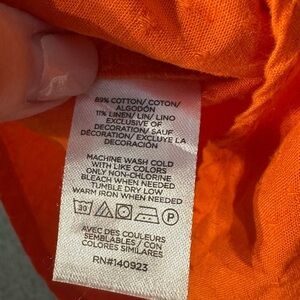 89% COTTON/ COTON/
ALGODÓN
11% LINEN/ LIN/ LINO
EXCLUSIVE OF
DECORATION/ SAUF
DÉCORATION/ EXCLUYE LA
DECORACIÓN
MACHINE WASH COLD
WITH LIKE COLORS
ONLY NON-CHLORINE
BLEACH WHEN NEEDED
TUMBLE DRY LOW
WARM IRON WHEN NEEDED
30
P
AVEC DES COULEURS
SEMBLABLES / CON
COLORES SIMILARES
RN#140923